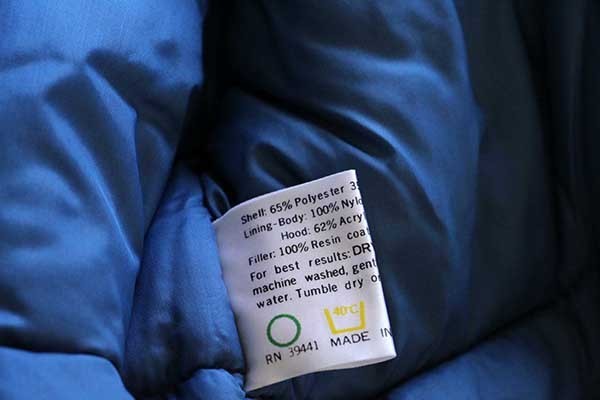 Shell: 65% Polyester 3
Lining-Body: 100% Nylo
Hood: 62% Acry
Filler: 100% Resin coa
For best results: DR
machine washed, gent
water. Tumble dry o
40°C
RN 39441 MADE IN